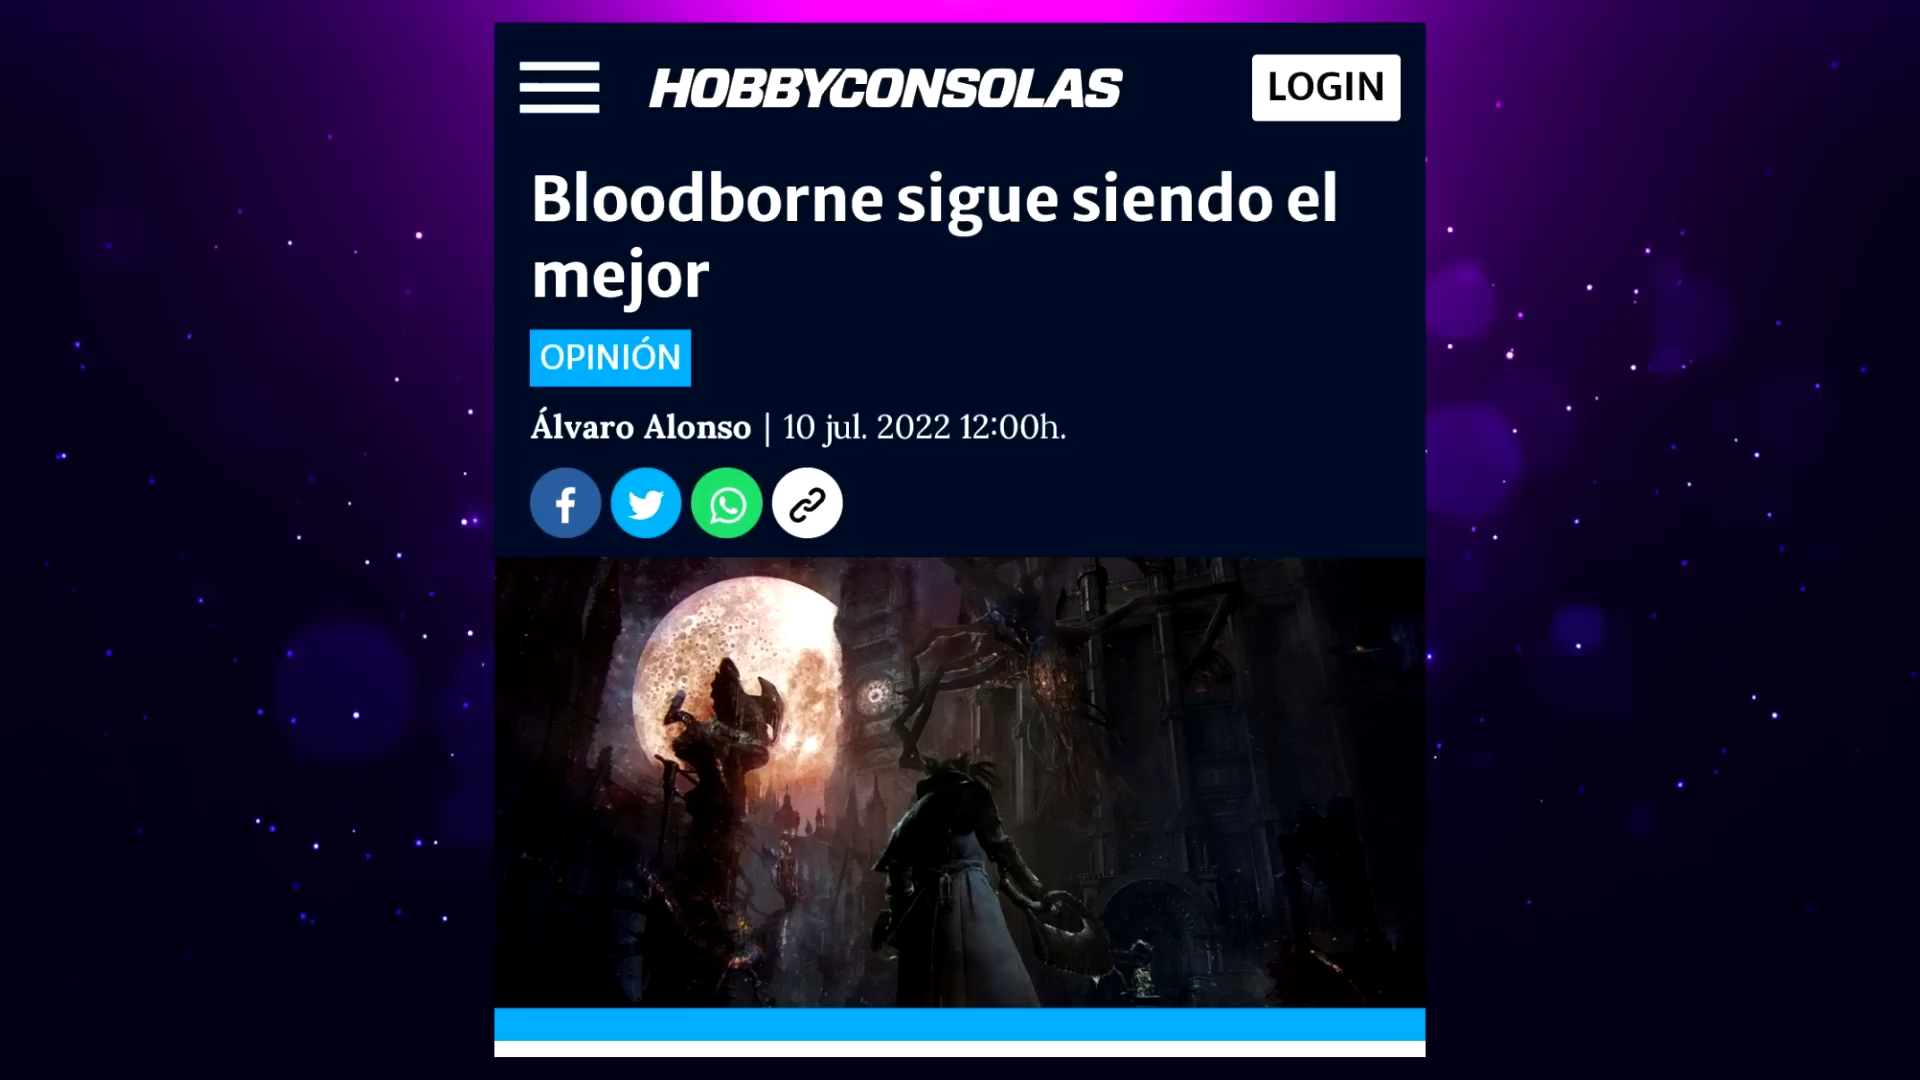 HOBBYCONSOLAS
LOGIN
Bloodborne sigue siendo el
mejor
OPINIÓN
Álvaro Alonso | 10 jul. 2022 12:00h.